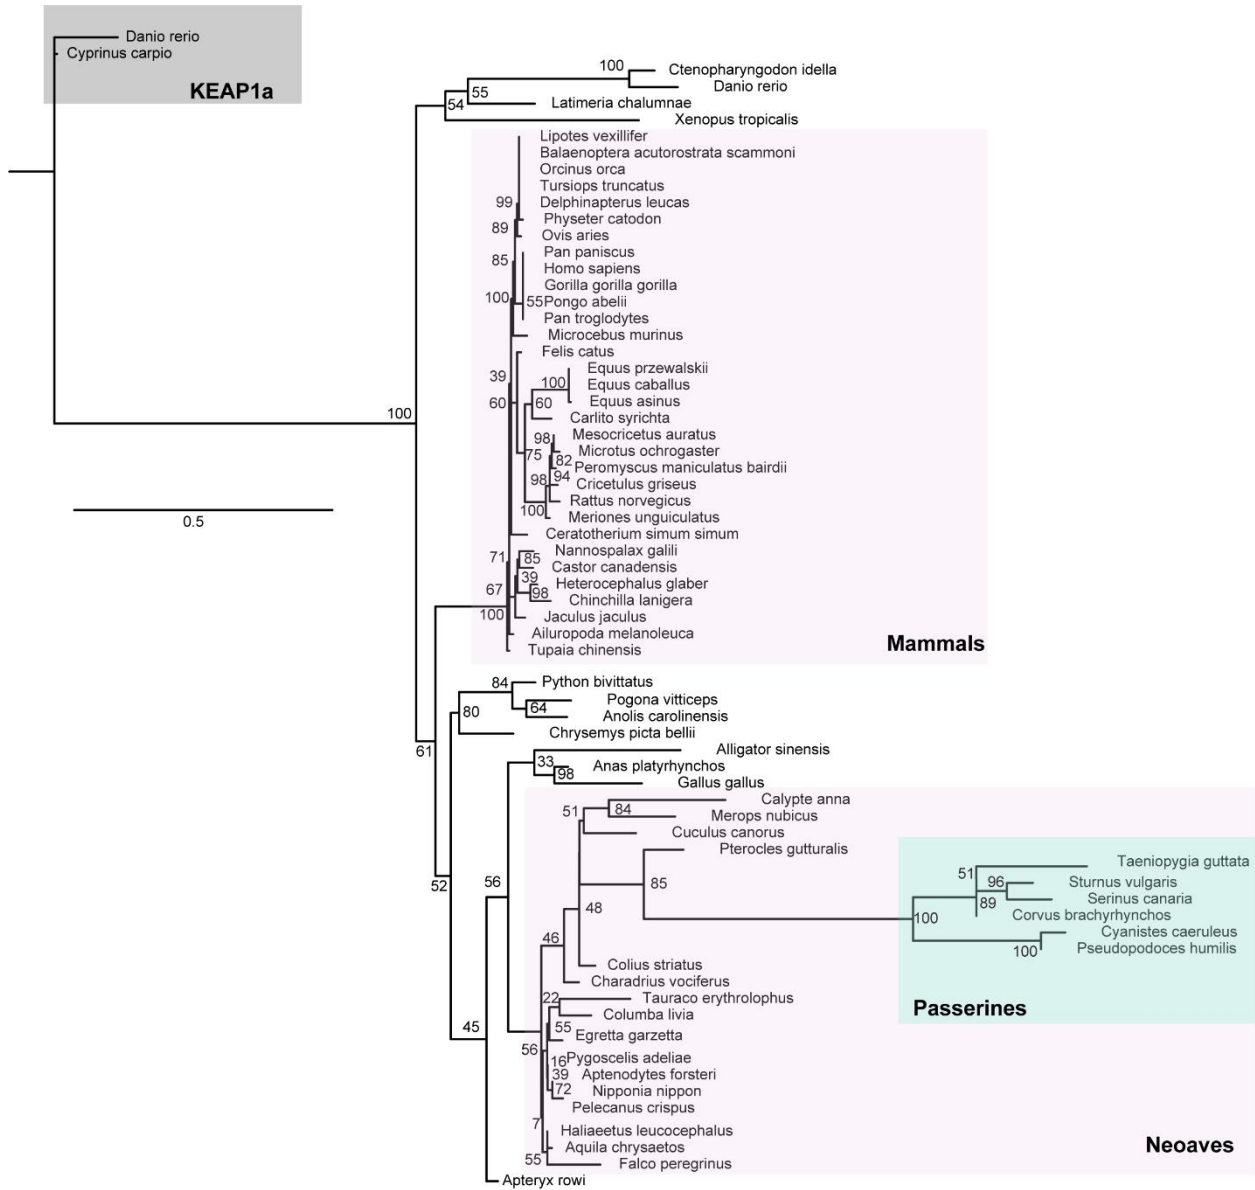 Danio rerio
Cyprinus carpio
KEAP1a
100
Ctenopharyngodon idella
Danio rerio
55
54
Latimeria chalumnae
Xenopus tropicalis
Lipotes vexillifer
Balaenoptera acutorostrata scammoni
Orcinus orca
Tursiops truncatus
99
Delphinapterus leucas
Physeter catodon
89
Ovis aries
Pan paniscus
85
Homo sapiens
Gorilla gorilla gorilla
100
55
Pongo abelii
Pan troglodytes
Microcebus murinus
Felis catus
Equus przewalskii
39
100
Equus caballus
60
60
Equus asinus
100
Carlito syrichta
98
Mesocricetus auratus
75
Microtus ochrogaster
82
Peromyscus maniculatus bairdii
98
94
Cricetulus griseus
Rattus norvegicus
100
Meriones unguiculatus
0.5
Ceratotherium simum simum
71
Nannospalax galili
85
Castor canadensis
39
Heterocephalus glaber
67
98
Chinchilla lanigera
100
Jaculus jaculus
Ailuropoda melanoleuca
Mammals
Tupaia chinensis
84
Python bivittatus
80
Pogona vitticeps
64
Anolis carolinensis
Chrysemys picta bellii
61
Alligator sinensis
33
Anas platyrhynchos
98
Gallus gallus
Calypte anna
51
84
Merops nubicus
Cuculus canorus
Pterocles gutturalis
Taeniopygia guttata
51
52
56
85
96
Sturnus vulgaris
89
Serinus canaria
48
100
Corvus brachyrhynchos
Cyanistes caeruleus
46
100
Pseudopodoces humilis
Colius striatus
Charadrius vociferus
22
Tauraco erythrolophus
Passerines
Columba livia
45
55
Egretta garzetta
56
16
Pygoscelis adeliae
39
Aptenodytes forsteri
72
Nipponia nippon
Pelecanus crispus
7
Haliaeetus leucocephalus
Aquila chrysaetos
Neoaves
55
Falco peregrinus
Apteryx rowi